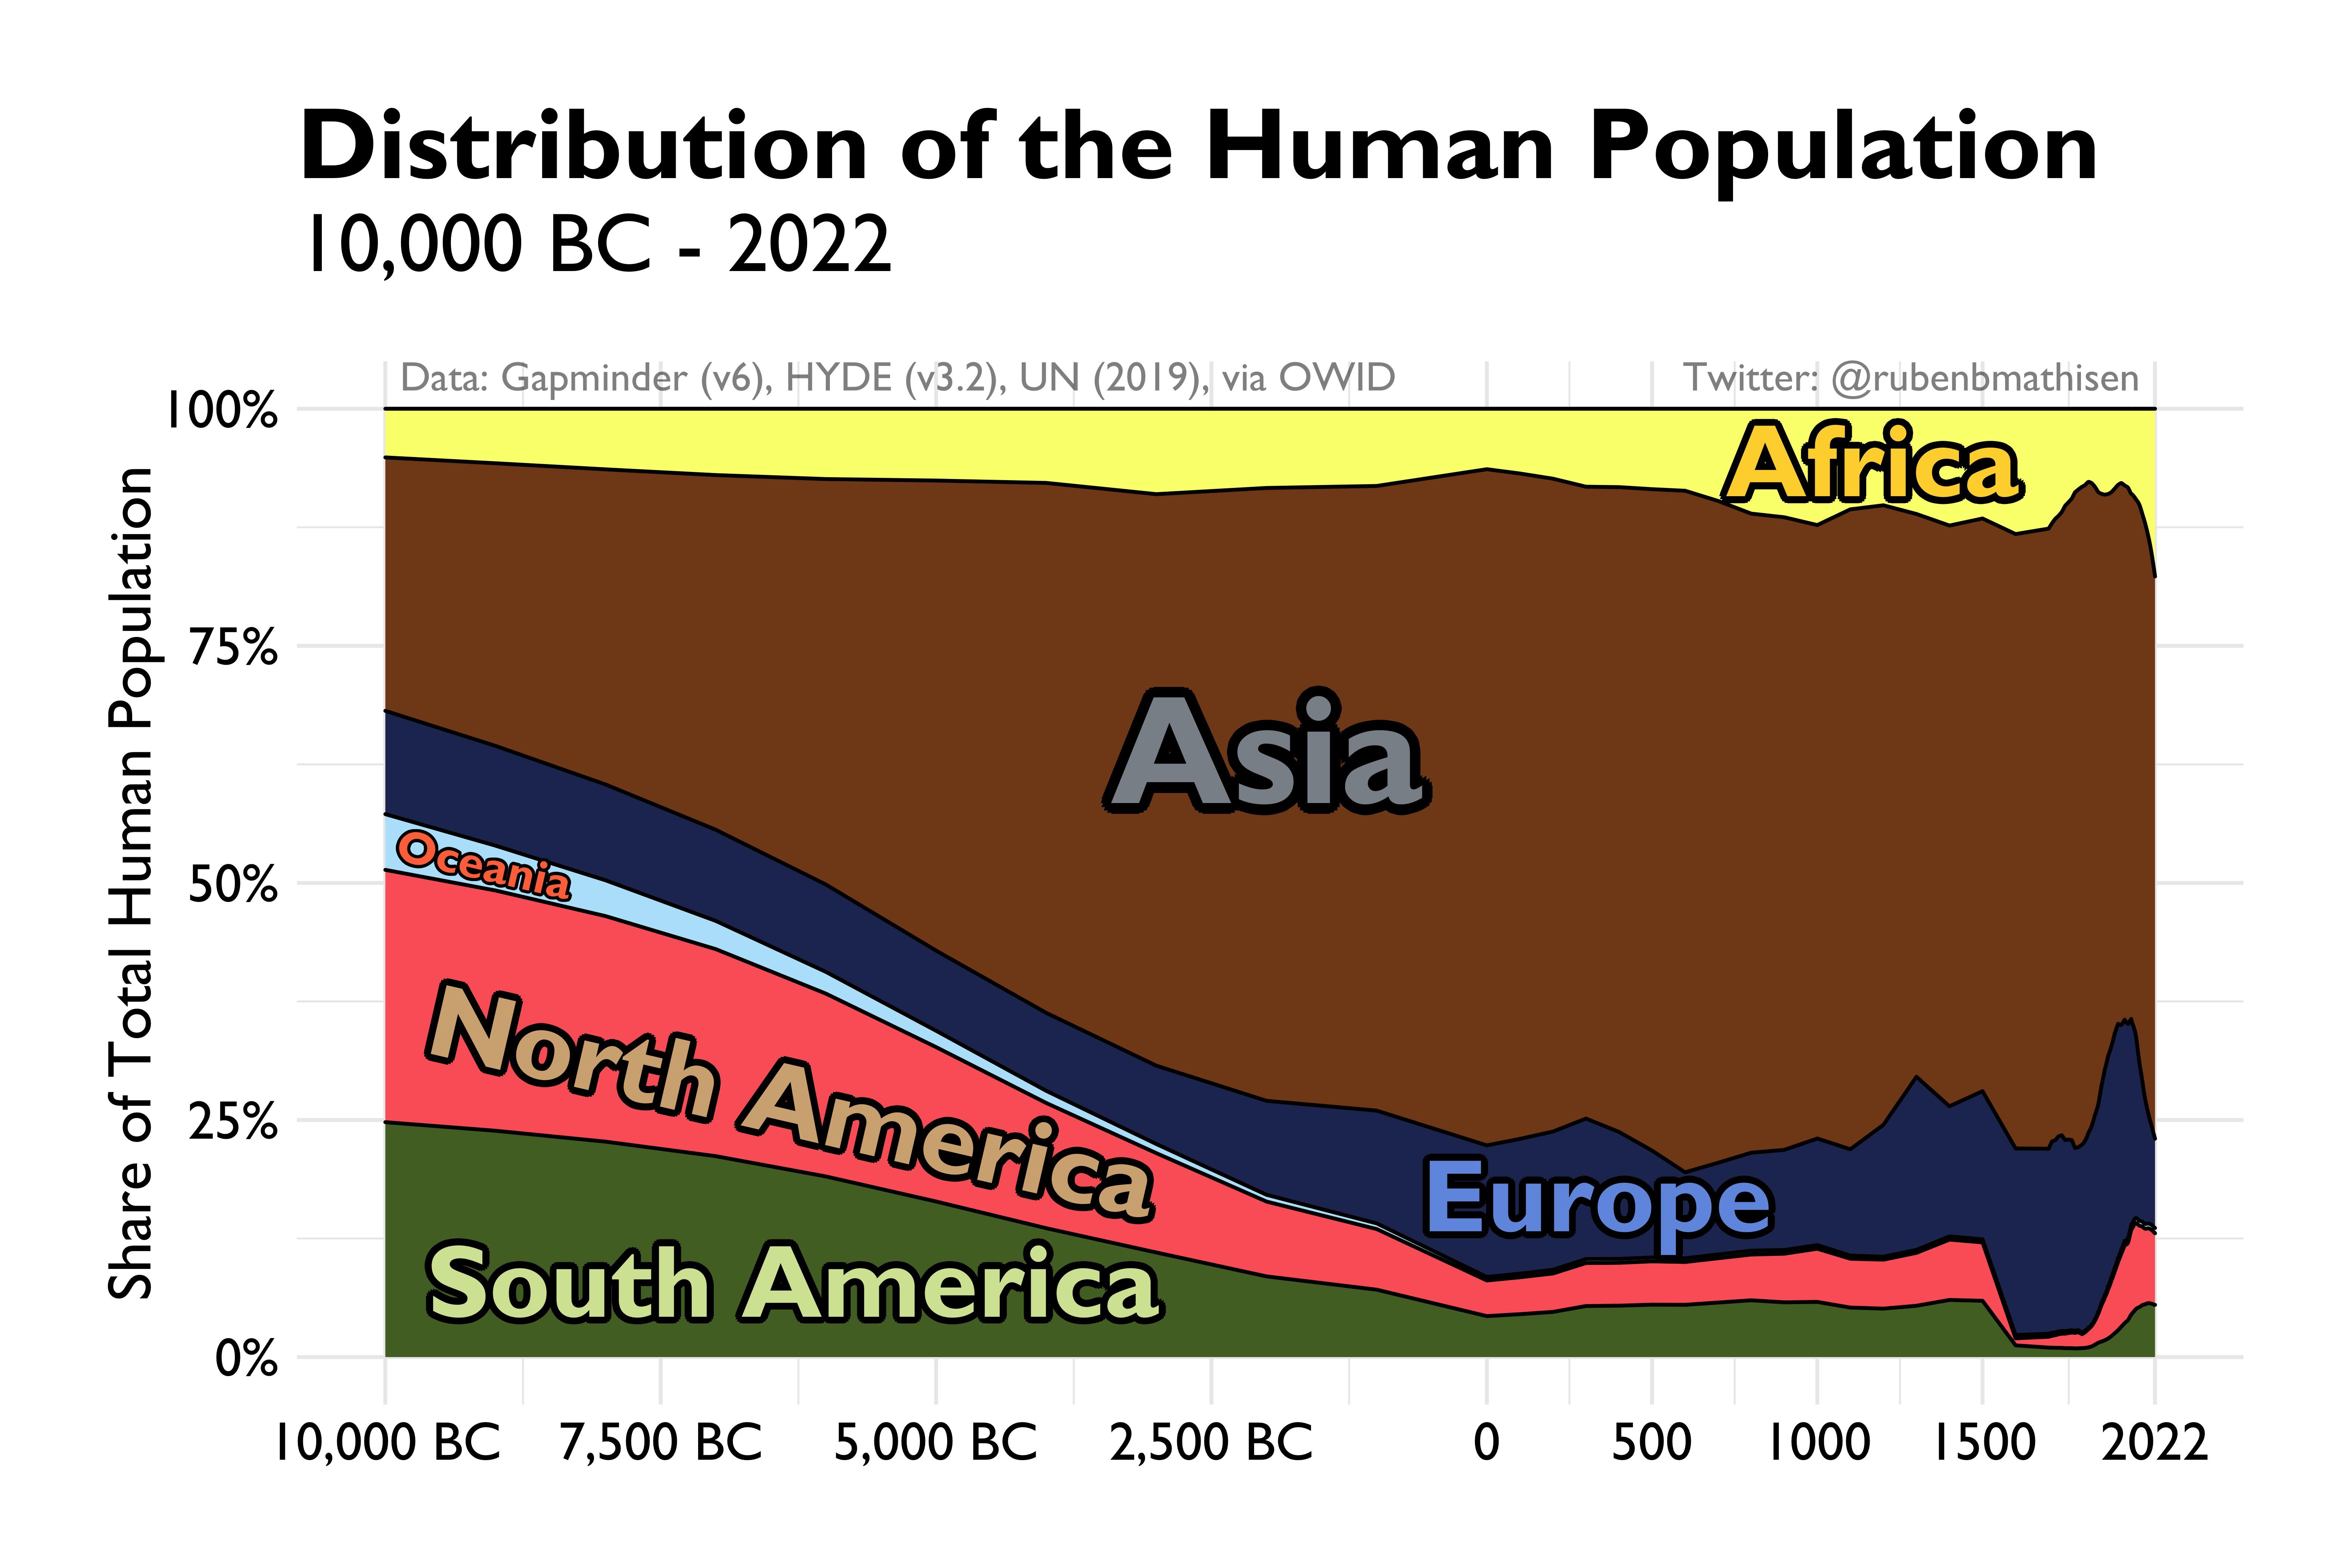 Distribution of the Human Population
10,000 BC - 2022
Data: Gapminder (v6), HYDE (v3.2), UN (2019), via OWID
Twitter: @rubenbmathisen
Share of Total Human Population
100%
75%
50%
25%
0%
Africa
Asia
Oceania
North America
Europe
South America
10,000 BC
7,500 BC
5,000 BC
2,500 BC
0
500
1000
1500
2022